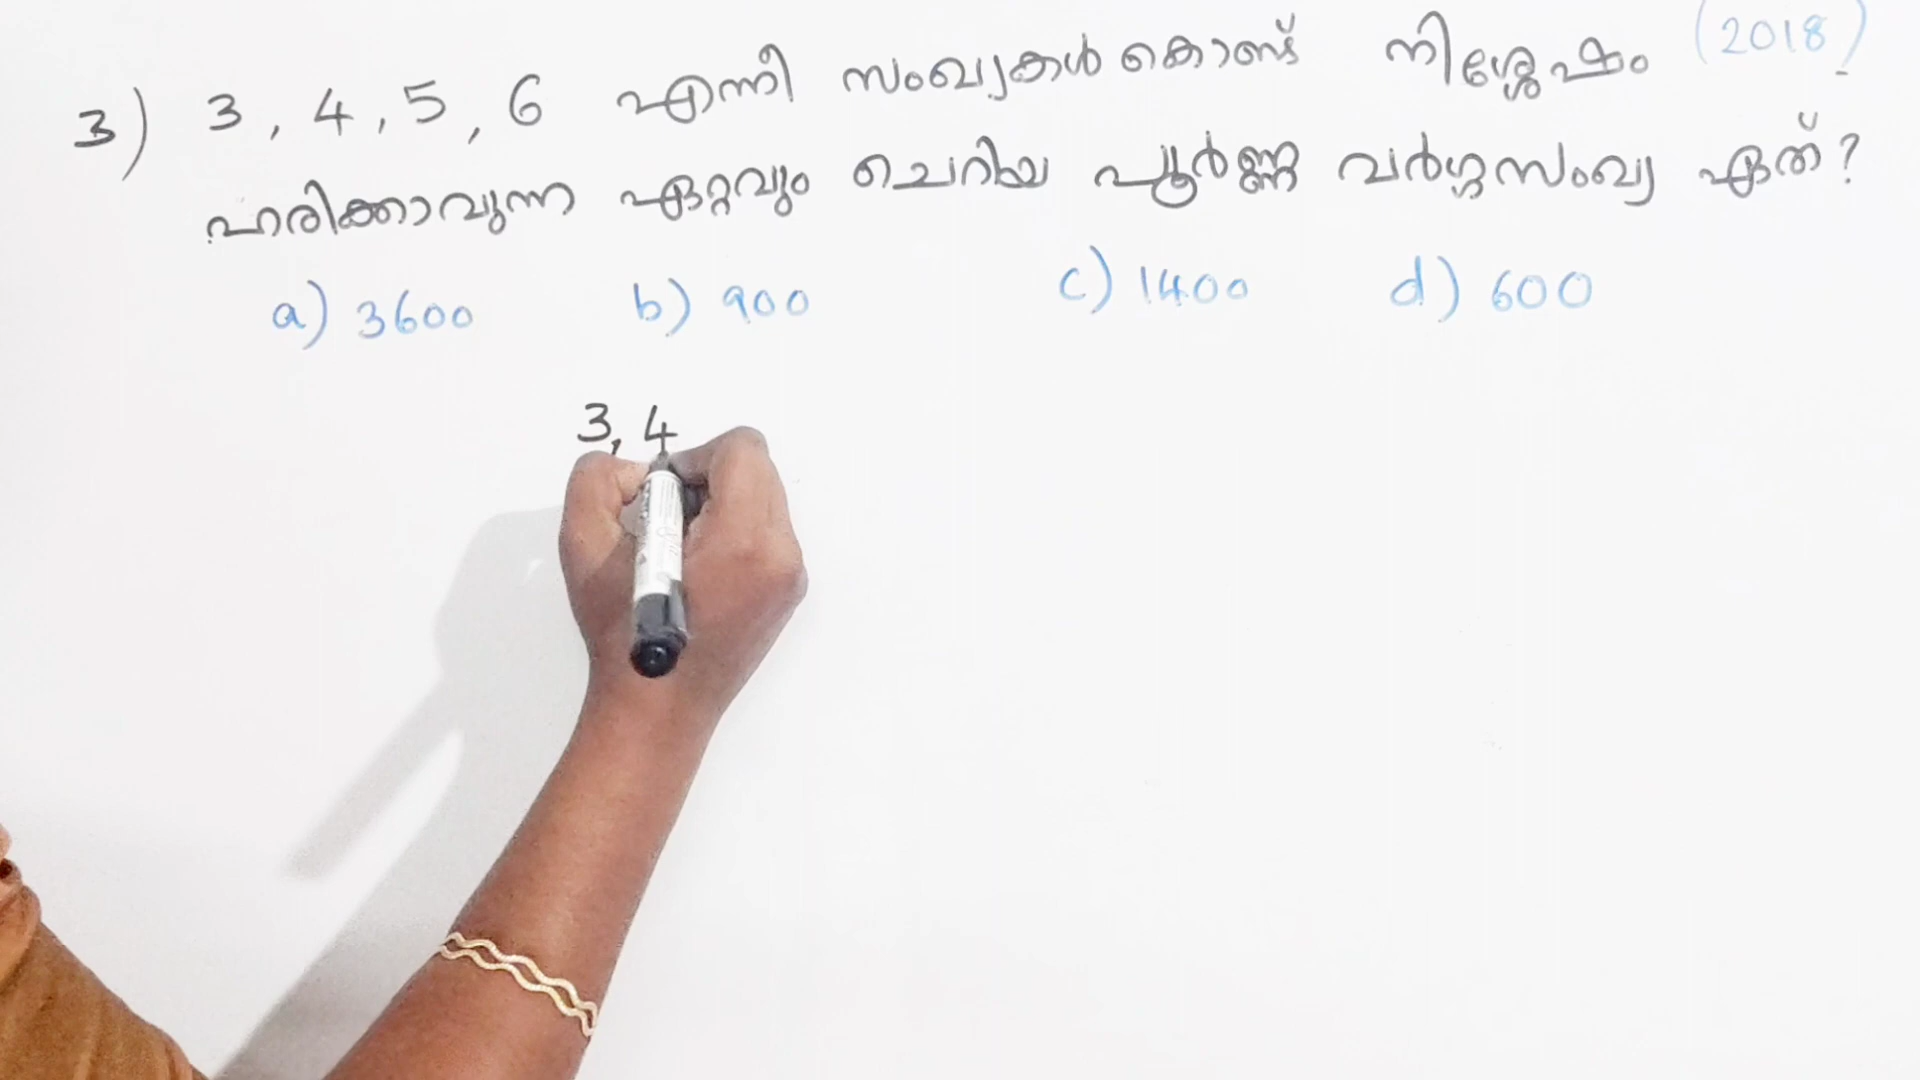 3) 3, 4, 5, 6 എന്നീ സംഖ്യകൾ കൊണ്ട് നിശ്ശേഷം (2018)
ഹരിക്കാവുന്ന ഏറ്റവും ചെറിയ പൂർണ്ണ വർഗ്ഗസംഖ്യ ഏത്?
a) 3600 b) 900 c) 1400 d) 600
3, 4